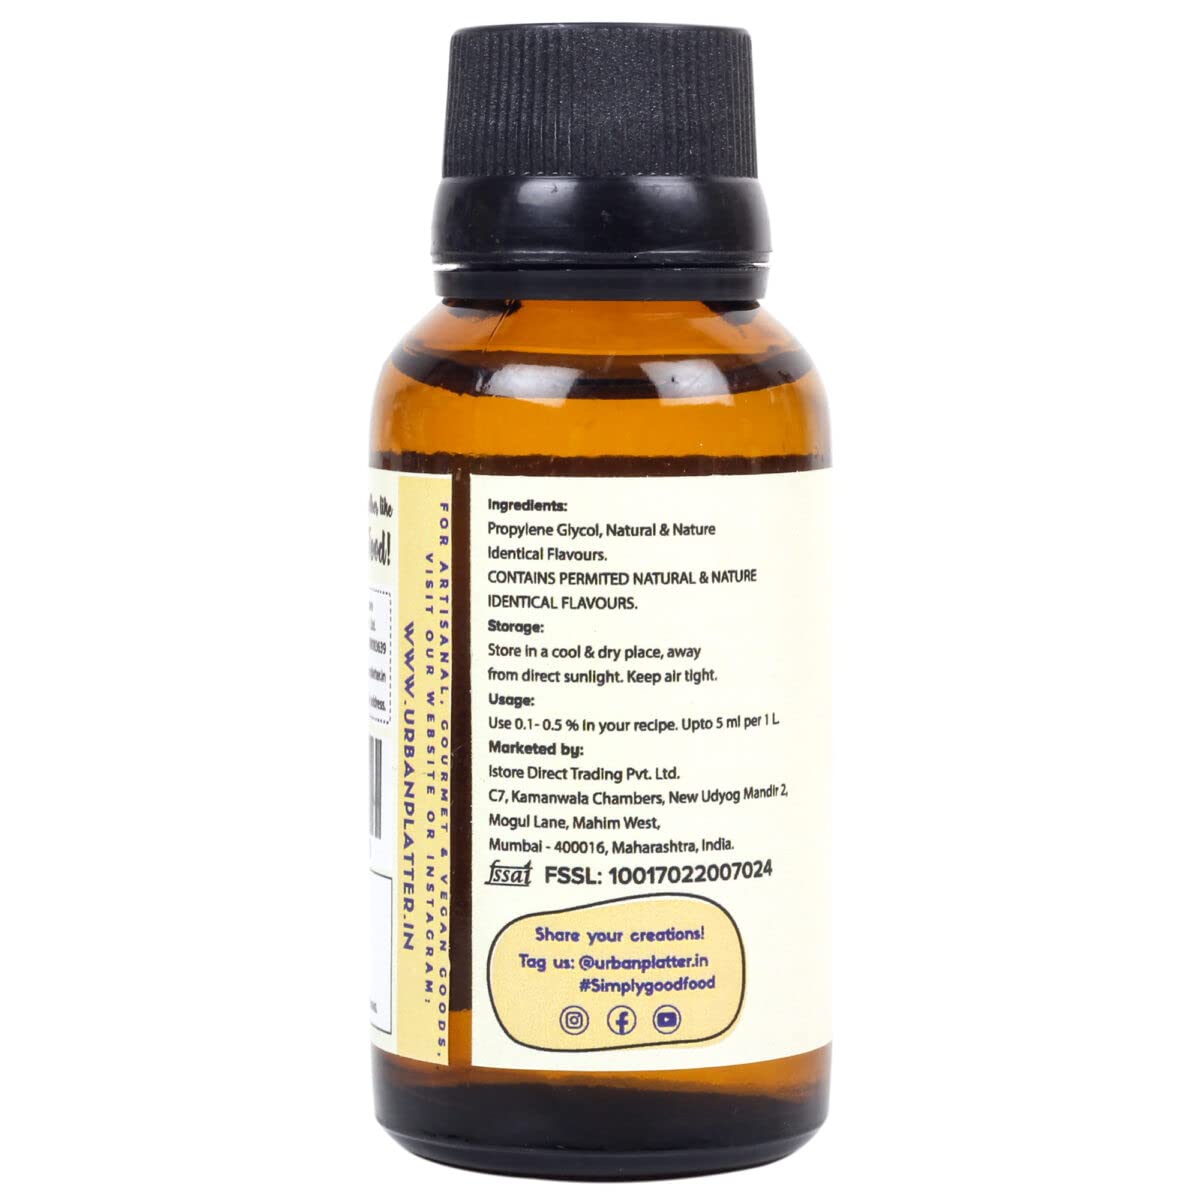 Food!
FOR ARTISANAL, GOURMET & VEGAN GOODS,
VISIT OUR WEBSITE OR INSTAGRAM:
WWW.URBANPLATTER.IN
Ingredients:
Propylene Glycol, Natural & Nature
Identical Flavours.
CONTAINS PERMITED NATURAL & NATURE
IDENTICAL FLAVOURS.
Storage:
Store in a cool & dry place, away
from direct sunlight. Keep air tight.
Usage:
Use 0.1- 0.5 % in your recipe. Upto 5 ml per 1 L
Marketed by:
Istore Direct Trading Pvt. Ltd.
C7, Kamanwala Chambers, New Udyog Mandir 2,
Mogul Lane, Mahim West,
Mumbai - 400016, Maharashtra, India.
fssai FSSL: 10017022007024
Share your creations!
Tag us: @urbanplatter.in
#Simplygoodfood